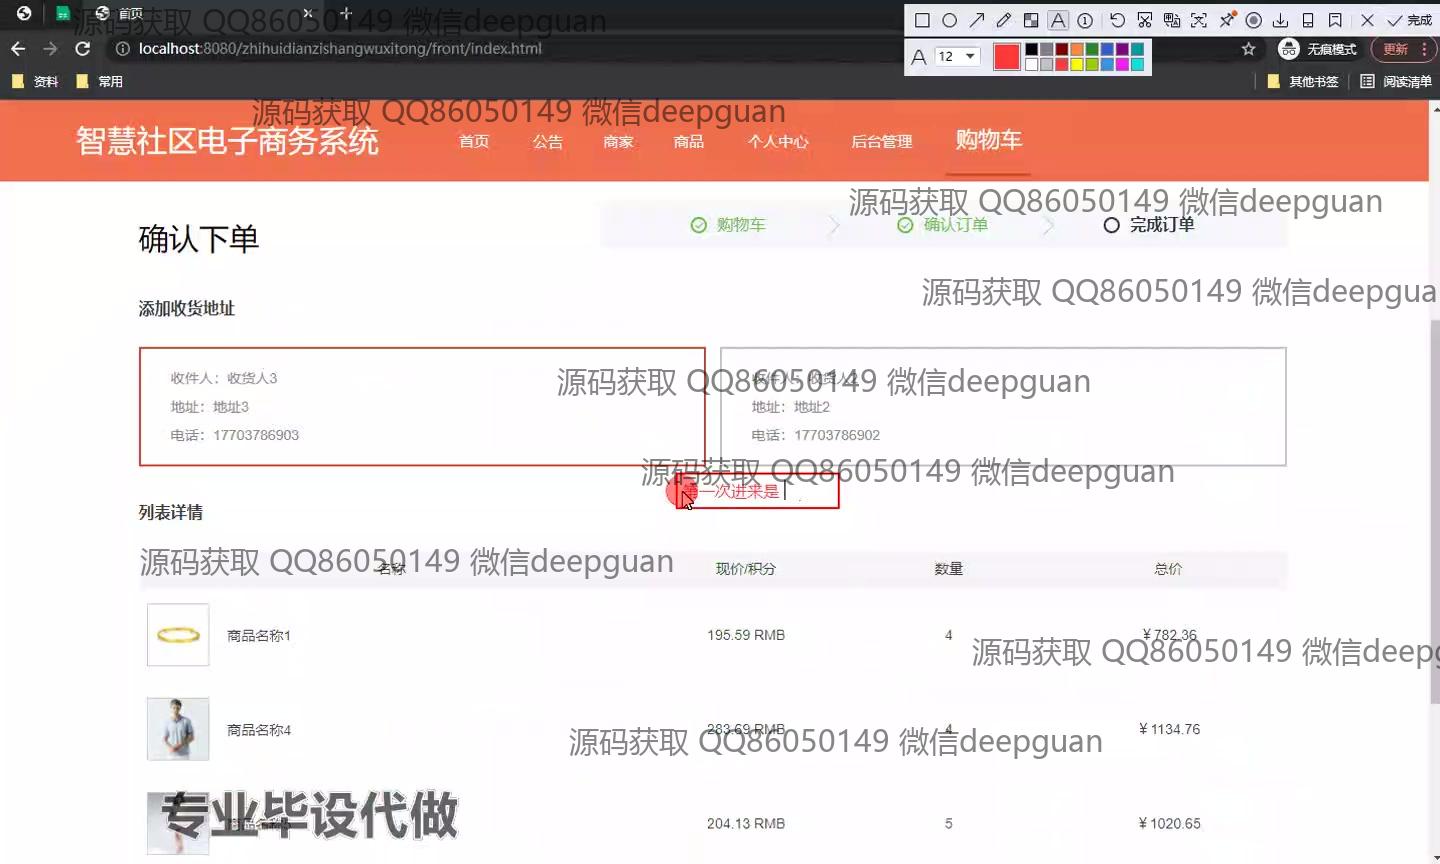 首页
源码获取 QQ86050149 微信deepguan
12
完成
localhost:8080/zhihuidianzishangwuxitong/front/index.html
无痕模式
更新
资料
常用
其他书签
阅读清单
源码获取 QQ86050149 微信deepguan
智慧社区电子商务系统
首页
公告
商家
商品
个人中心
后台管理
购物车
源码获取 QQ86050149 微信deepguan
确认下单
购物车
确认订单
完成订单
源码获取 QQ86050149 微信deepgua
添加收货地址
收件人：收货人3
地址：地址3
电话：17703786903
收件人：收货人2
地址：地址2
电话：17703786902
源码获取 QQ86050149 微信deepguan
源码获取 QQ86050149 微信deepguan
第一次进来是
列表详情
源码获取 QQ86050149 微信deepguan
名称
现价/积分
数量
总价
商品名称1
195.59 RMB
4
¥ 782.36
源码获取 QQ86050149 微信deepg
商品名称4
283.69 RMB
4
¥ 1134.76
源码获取 QQ86050149 微信deepguan
专业毕设代做
商品名称5
204.13 RMB
5
¥ 1020.65